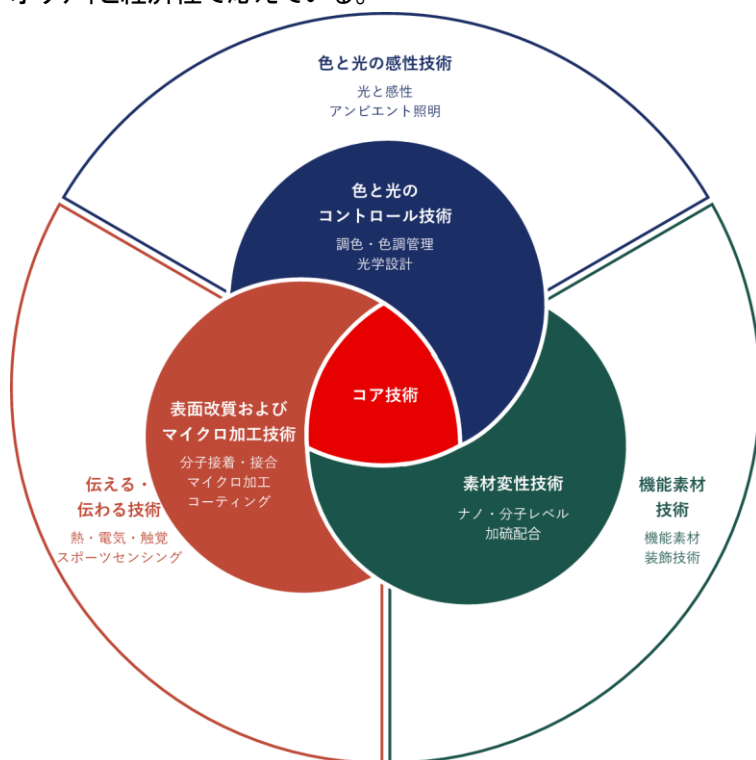 色と光の感性技術
光と感性
アンビエント照明
色と光の
コントロール技術
調色・色調管理
光学設計
コア技術
表面改質および
マイクロ加工技術
分子接着・接合
マイクロ加工
コーティング
素材変性技術
ナノ・分子レベル
加硫配合
伝える・
伝わる技術
熱・電気・触覚
スポーツセンシング
機能素材
技術
機能素材
装飾技術